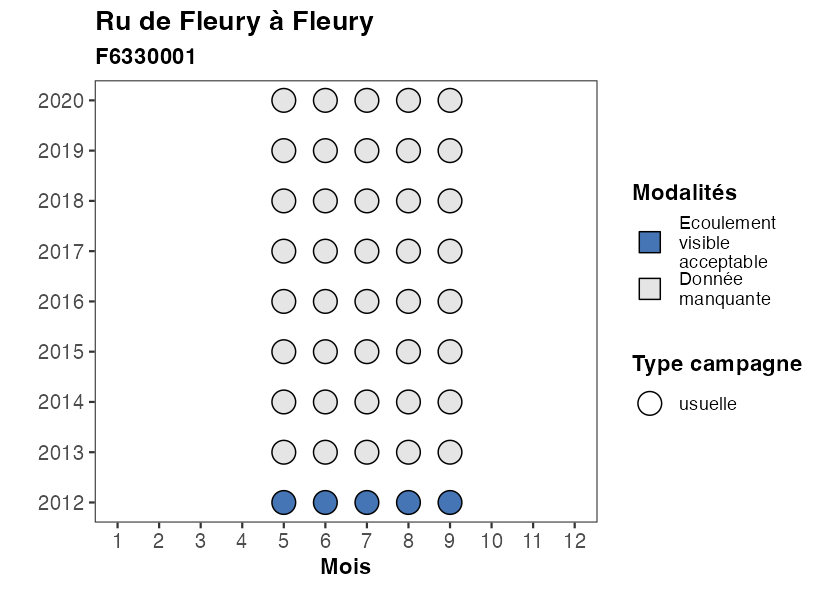 Ru de Fleury à Fleury
F6330001
2020
2019
2018
2017
2016
2015
2014
2013
2012
1 2 3 4 5 6 7 8 9 10 11 12
Mois
Modalités
Ecoulement
visible
acceptable
Donnée
manquante
Type campagne
usuelle